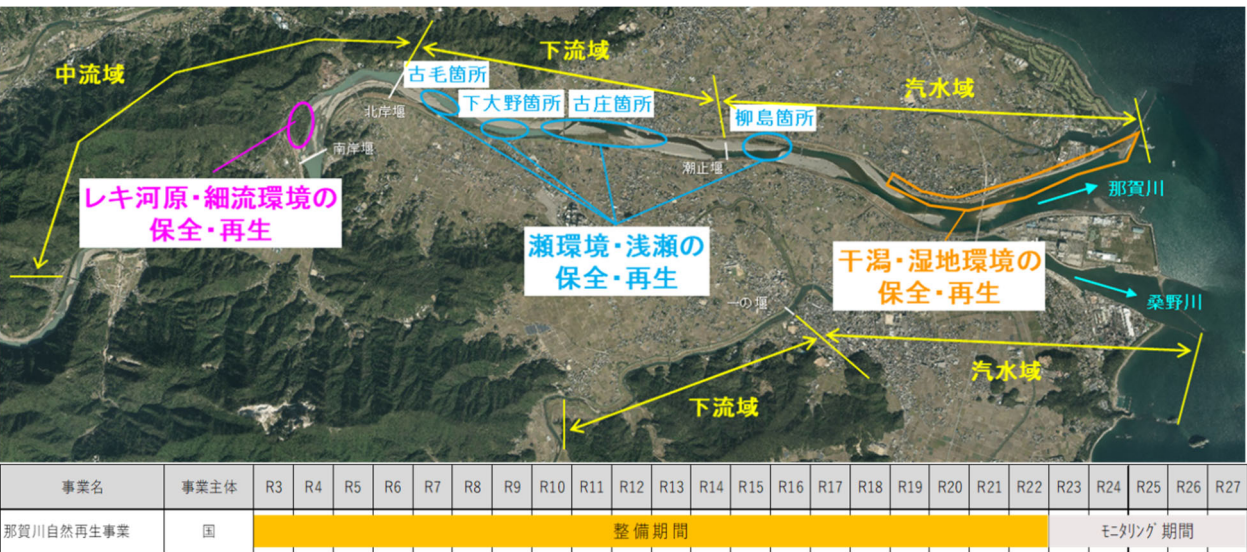 中流域
下流域
汽水域
古毛箇所
下大野箇所
古庄箇所
柳島箇所
北岸堰
南岸堰
潮止堰
那賀川
レキ河原・細流環境の
保全・再生
瀬環境・浅瀬の
保全・再生
干潟・湿地環境の
保全・再生
一の堰
桑野川
汽水域
下流域
事業名 事業主体 R3 R4 R5 R6 R7 R8 R9 R10 R11 R12 R13 R14 R15 R16 R17 R18 R19 R20 R21 R22 R23 R24 R25 R26 R27
那賀川自然再生事業 国 整備期間 ﾓﾆﾀﾘﾝｸﾞ期間